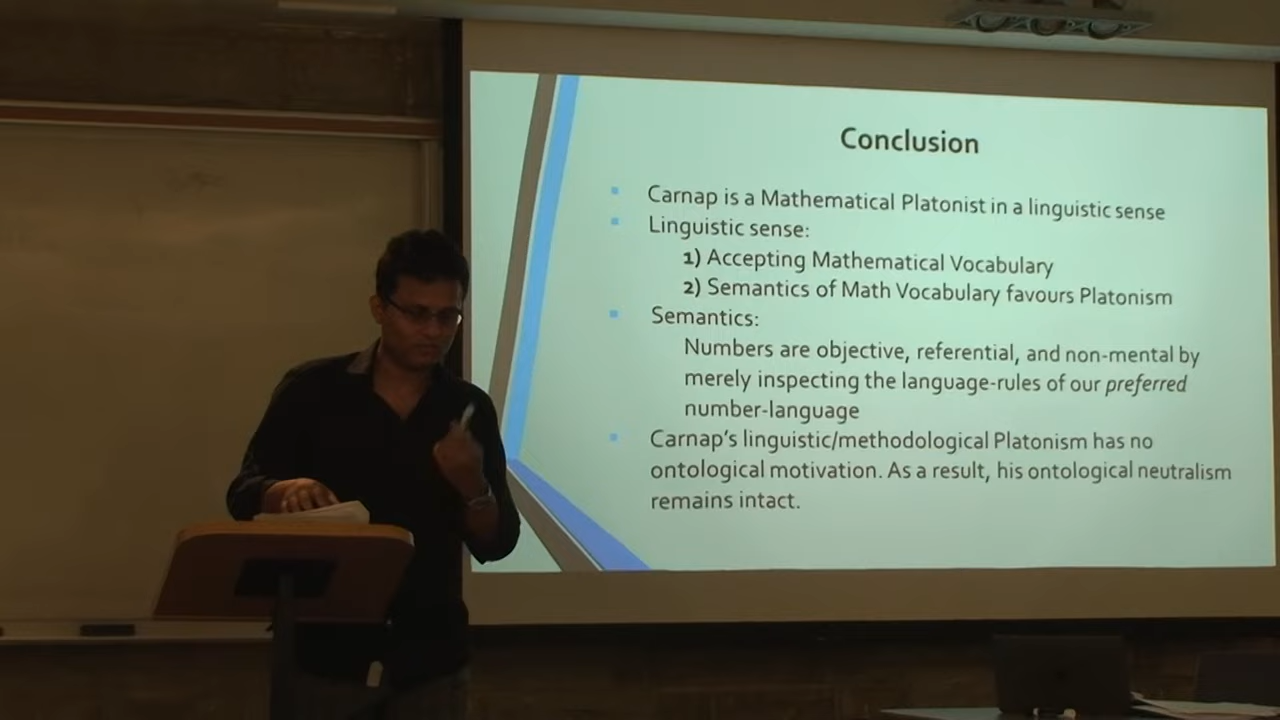 Conclusion
Carnap is a Mathematical Platonist in a linguistic sense
Linguistic sense:
1) Accepting Mathematical Vocabulary
2) Semantics of Math Vocabulary favours Platonism
Semantics:
Numbers are objective, referential, and non-mental by
merely inspecting the language-rules of our preferred
number-language
Carnap's linguistic/methodological Platonism has no
ontological motivation. As a result, his ontological neutralism
remains intact.